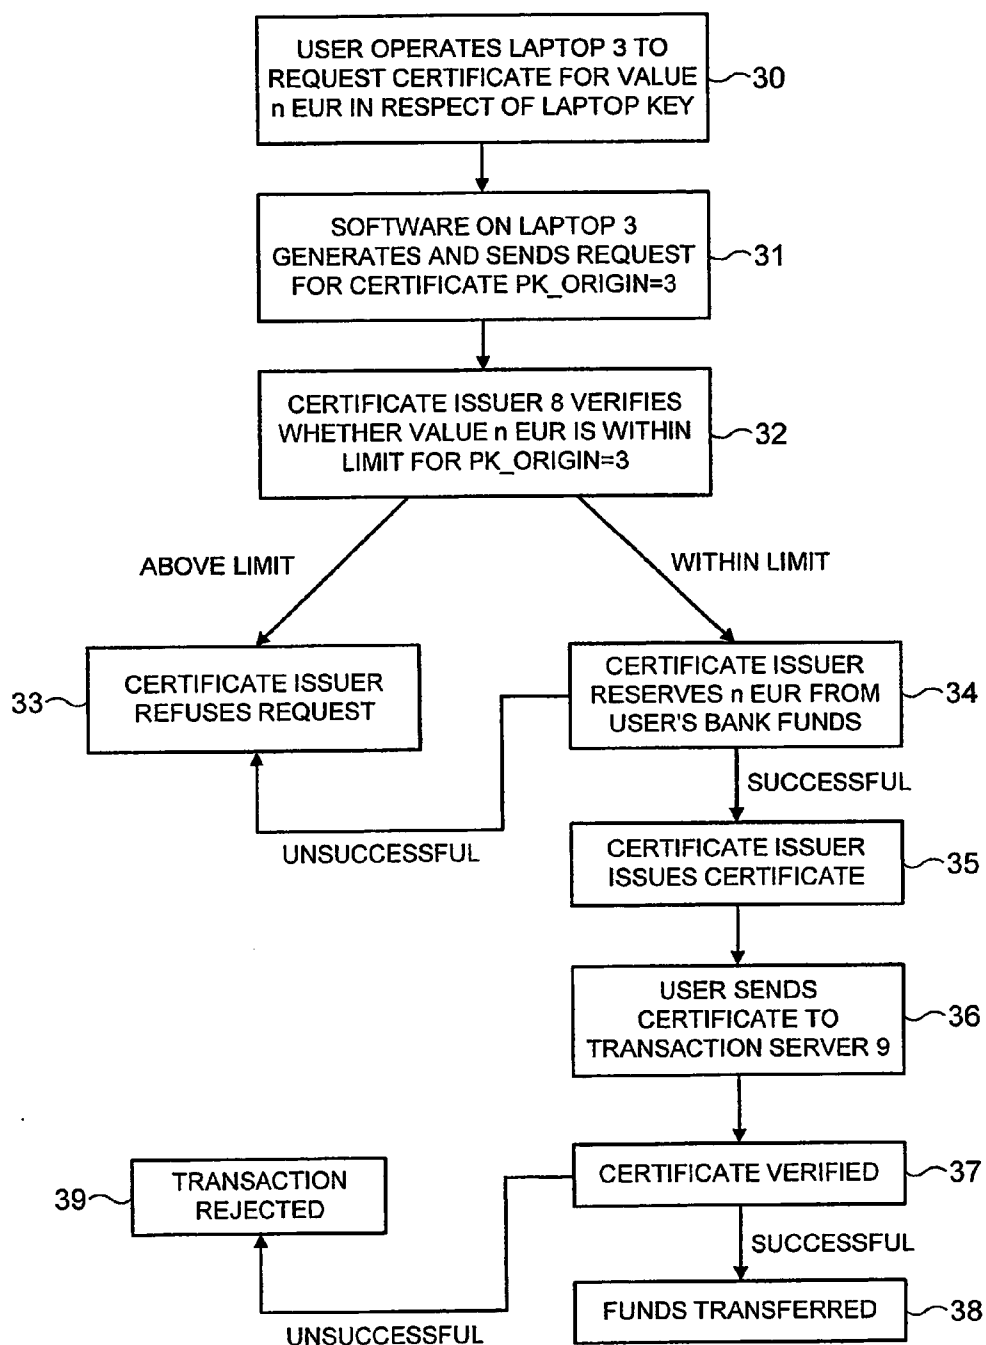 USER OPERATES LAPTOP 3 TO
REQUEST CERTIFICATE FOR VALUE
n EUR IN RESPECT OF LAPTOP KEY
30
SOFTWARE ON LAPTOP 3
GENERATES AND SENDS REQUEST
FOR CERTIFICATE PK_ORIGIN=3
31
CERTIFICATE ISSUER 8 VERIFIES
WHETHER VALUE n EUR IS WITHIN
LIMIT FOR PK_ORIGIN=3
32
ABOVE LIMIT
WITHIN LIMIT
33
CERTIFICATE ISSUER
REFUSES REQUEST
CERTIFICATE ISSUER
RESERVES n EUR FROM
USER'S BANK FUNDS
34
SUCCESSFUL
UNSUCCESSFUL
CERTIFICATE ISSUER
ISSUES CERTIFICATE
35
USER SENDS
CERTIFICATE TO
TRANSACTION SERVER 9
36
39
TRANSACTION
REJECTED
CERTIFICATE VERIFIED
37
SUCCESSFUL
UNSUCCESSFUL
FUNDS TRANSFERRED
38